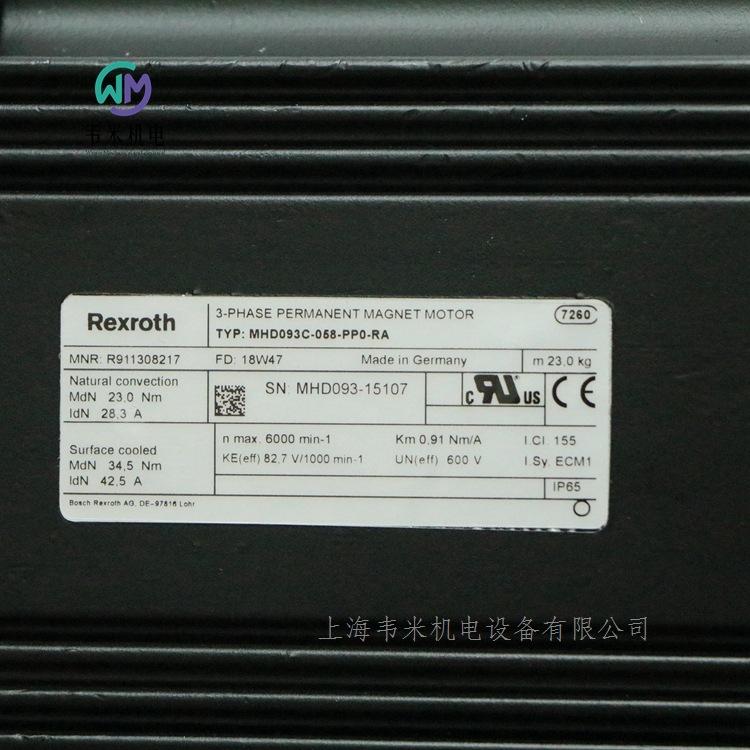 WM
韦米机电
Rexroth
3-PHASE PERMANENT MAGNET MOTOR
7260
TYP: MHD093C-058-PP0-RA
MNR: R911308217
FD: 18W47
Made in Germany
m 23,0 kg
Natural convection
MdN 23,0 Nm
IdN 28,3 A
SN: MHD093-15107
c RU US
CE
Surface cooled
MdN 34,5 Nm
IdN 42,5 A
n max. 6000 min-1
Km 0,91 Nm/A
I.Cl. 155
KE(eff) 82,7 V/1000 min-1
UN(eff) 600 V
I.Sy. ECM1
IP65
Bosch Rexroth AG, DE-97816 Lohr
上海韦米机电设备有限公司